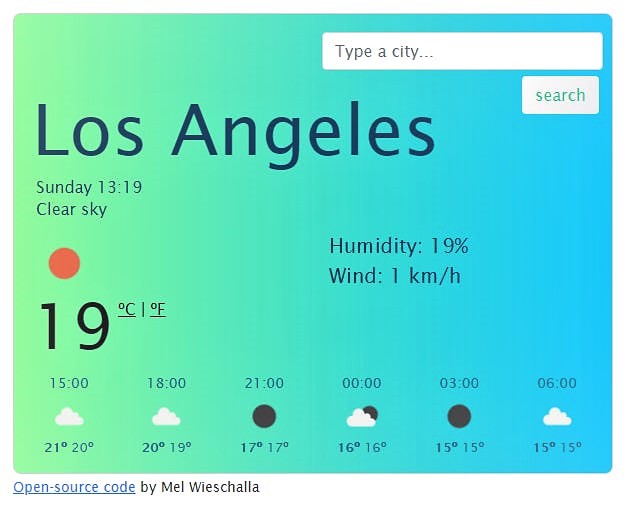 Type a city...
search
Los Angeles
Sunday 13:19
Clear sky
Humidity: 19%
Wind: 1 km/h
19 ºC | ºF
15:00 18:00 21:00 00:00 03:00 06:00
21º 20º 20º 19º 17º 17º 16º 16º 15º 15º 15º 15º
Open-source code by Mel Wieschalla